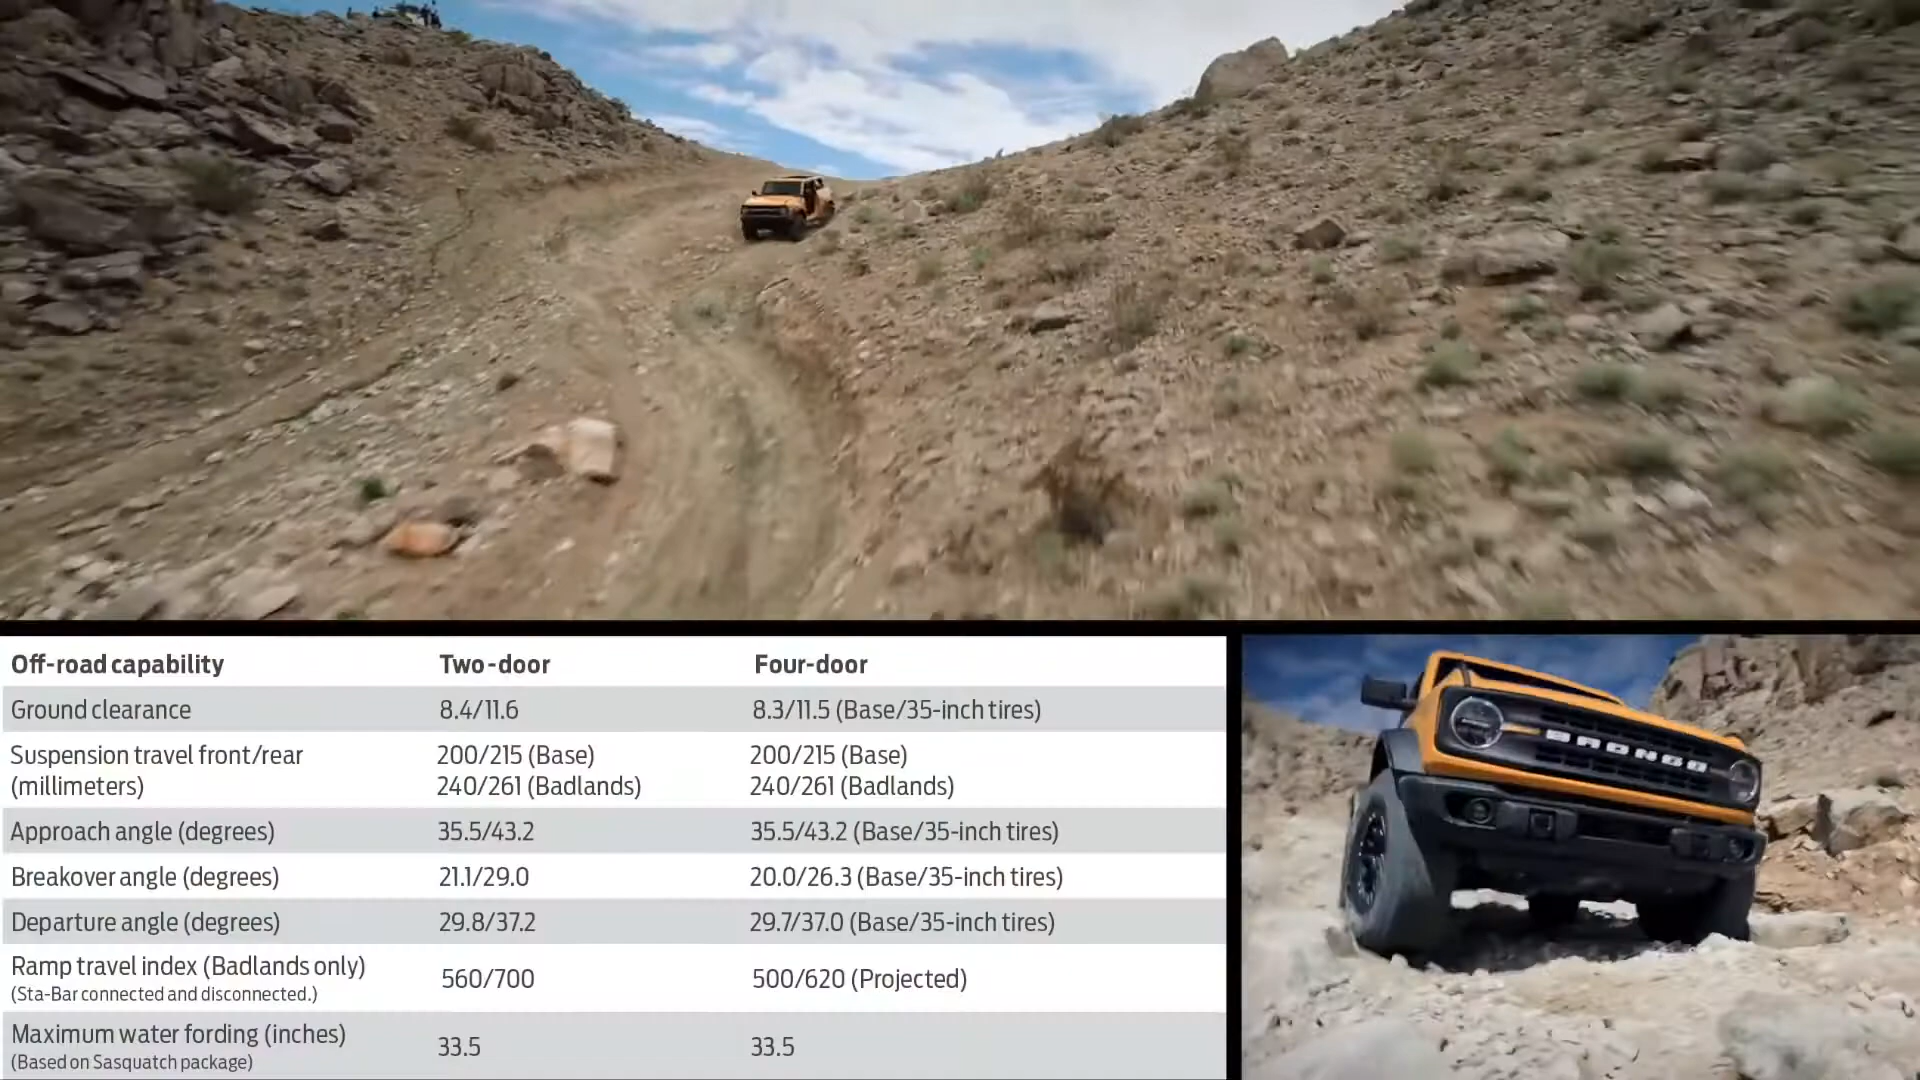 Off-road capability Two-door Four-door
Ground clearance 8.4/11.6 8.3/11.5 (Base/35-inch tires)
Suspension travel front/rear 200/215 (Base) 200/215 (Base)
(millimeters) 240/261 (Badlands) 240/261 (Badlands)
Approach angle (degrees) 35.5/43.2 35.5/43.2 (Base/35-inch tires)
Breakover angle (degrees) 21.1/29.0 20.0/26.3 (Base/35-inch tires)
Departure angle (degrees) 29.8/37.2 29.7/37.0 (Base/35-inch tires)
Ramp travel index (Badlands only) 560/700 500/620 (Projected)
(Sta-Bar connected and disconnected.)
Maximum water fording (inches) 33.5 33.5
(Based on Sasquatch package)
BRONCO